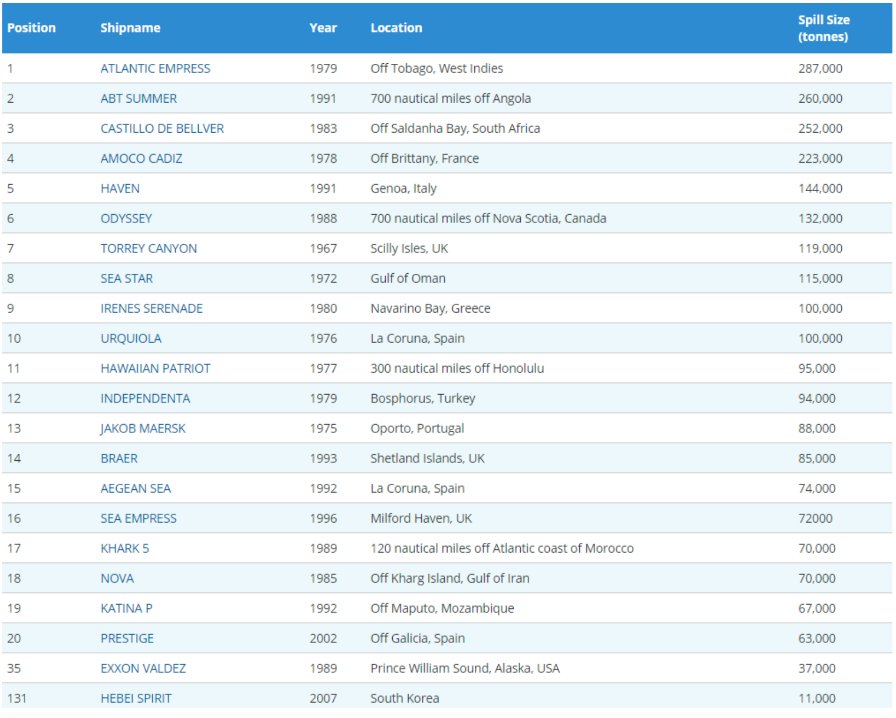 Position Shipname Year Location Spill Size (tonnes)
1 ATLANTIC EMPRESS 1979 Off Tobago, West Indies 287,000
2 ABT SUMMER 1991 700 nautical miles off Angola 260,000
3 CASTILLO DE BELLVER 1983 Off Saldanha Bay, South Africa 252,000
4 AMOCO CADIZ 1978 Off Brittany, France 223,000
5 HAVEN 1991 Genoa, Italy 144,000
6 ODYSSEY 1988 700 nautical miles off Nova Scotia, Canada 132,000
7 TORREY CANYON 1967 Scilly Isles, UK 119,000
8 SEA STAR 1972 Gulf of Oman 115,000
9 IRENES SERENADE 1980 Navarino Bay, Greece 100,000
10 URQUIOLA 1976 La Coruna, Spain 100,000
11 HAWAIIAN PATRIOT 1977 300 nautical miles off Honolulu 95,000
12 INDEPENDENTA 1979 Bosphorus, Turkey 94,000
13 JAKOB MAERSK 1975 Oporto, Portugal 88,000
14 BRAER 1993 Shetland Islands, UK 85,000
15 AEGEAN SEA 1992 La Coruna, Spain 74,000
16 SEA EMPRESS 1996 Milford Haven, UK 72000
17 KHARK 5 1989 120 nautical miles off Atlantic coast of Morocco 70,000
18 NOVA 1985 Off Kharg Island, Gulf of Iran 70,000
19 KATINA P 1992 Off Maputo, Mozambique 67,000
20 PRESTIGE 2002 Off Galicia, Spain 63,000
35 EXXON VALDEZ 1989 Prince William Sound, Alaska, USA 37,000
131 HEBEI SPIRIT 2007 South Korea 11,000